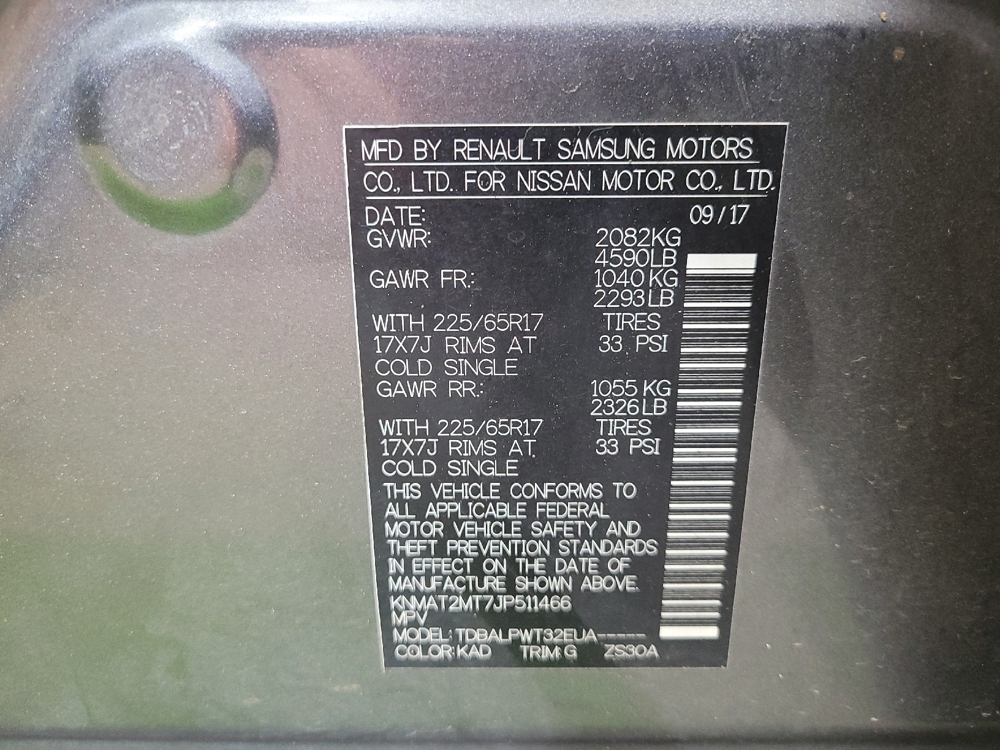 MFD BY RENAULT SAMSUNG MOTORS
CO., LTD. FOR NISSAN MOTOR CO., LTD.
DATE: 09/17
GVWR: 2082KG
4590LB
GAWR FR.: 1040KG
2293LB
WITH 225/65R17 TIRES
17X7J RIMS AT 33 PSI
COLD SINGLE
GAWR RR.: 1055KG
2326LB
WITH 225/65R17 TIRES
17X7J RIMS AT 33 PSI
COLD SINGLE
THIS VEHICLE CONFORMS TO
ALL APPLICABLE FEDERAL
MOTOR VEHICLE SAFETY AND
THEFT PREVENTION STANDARDS
IN EFFECT ON THE DATE OF
MANUFACTURE SHOWN ABOVE.
KNMAT2MT7JP511466
MPV
MODEL: TDBALPWT32EUA-----
COLOR:KAD TRIM:G ZS30A